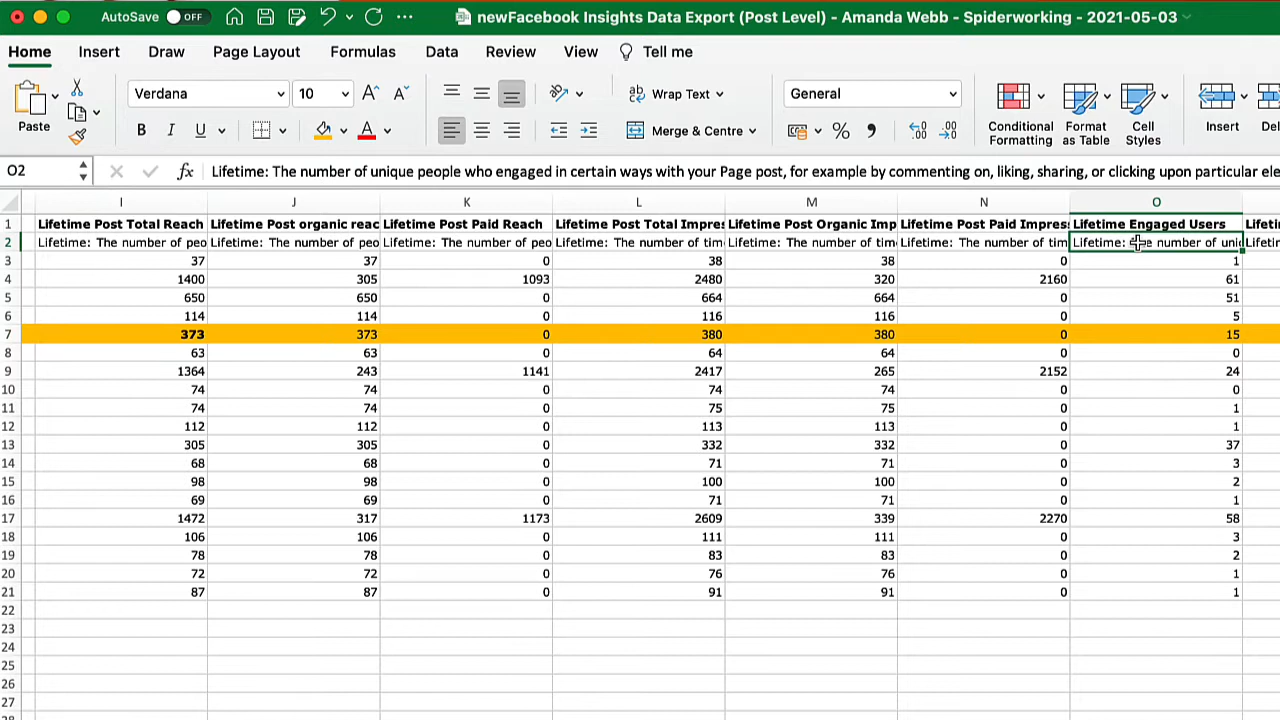 AutoSave OFF newFacebook Insights Data Export (Post Level) - Amanda Webb - Spiderworking - 2021-05-03
Home Insert Draw Page Layout Formulas Data Review View Tell me
Paste Verdana 10 A A Wrap Text General
B I U A Merge & Centre % Conditional Formatting Format as Table Cell Styles Insert
O2 fx Lifetime: The number of unique people who engaged in certain ways with your Page post, for example by commenting on, liking, sharing, or clicking upon particular ele
I J K L M N O
1 Lifetime Post Total Reach Lifetime Post organic reac Lifetime Post Paid Reach Lifetime Post Total Impres Lifetime Post Organic Imp Lifetime Post Paid Impress Lifetime Engaged Users Lifeti
2 Lifetime: The number of peo Lifetime: The number of peo Lifetime: The number of peo Lifetime: The number of tim Lifetime: The number of tim Lifetime: The number of tim Lifetime: The number of uni Lifetin
3 37 37 0 38 38 0 1
4 1400 305 1093 2480 320 2160 61
5 650 650 0 664 664 0 51
6 114 114 0 116 116 0 5
7 373 373 0 380 380 0 15
8 63 63 0 64 64 0 0
9 1364 243 1141 2417 265 2152 24
10 74 74 0 74 74 0 0
11 74 74 0 75 75 0 1
12 112 112 0 113 113 0 1
13 305 305 0 332 332 0 37
14 68 68 0 71 71 0 3
15 98 98 0 100 100 0 2
16 69 69 0 71 71 0 1
17 1472 317 1173 2609 339 2270 58
18 106 106 0 111 111 0 3
19 78 78 0 83 83 0 2
20 72 72 0 76 76 0 1
21 87 87 0 91 91 0 1
22
23
24
25
26
27